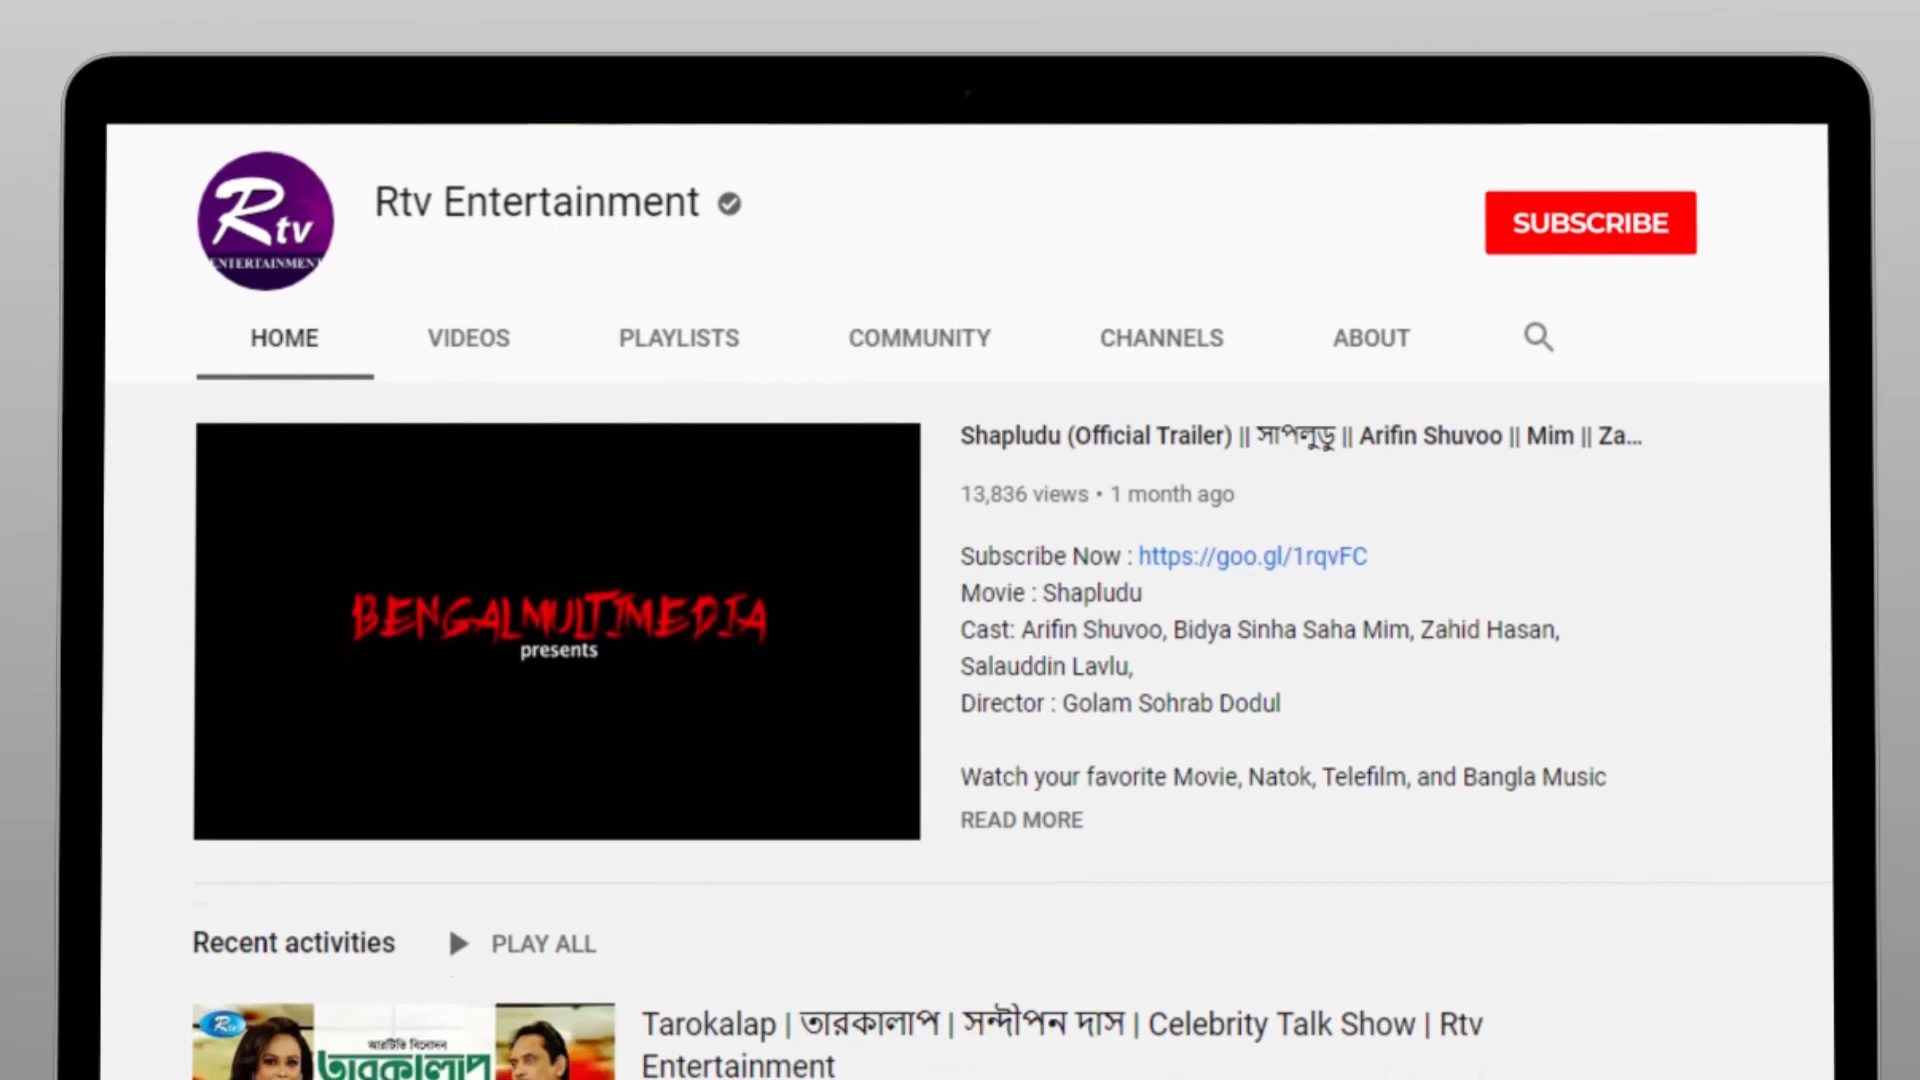 Rtv
ENTERTAINMENT
Rtv Entertainment
SUBSCRIBE
HOME
VIDEOS
PLAYLISTS
COMMUNITY
CHANNELS
ABOUT
BENGALMULTIMEDIA
presents
Shapludu (Official Trailer) || সাপলুডু || Arifin Shuvoo || Mim || Za...
13,836 views • 1 month ago
Subscribe Now : https://goo.gl/1rqvFC
Movie : Shapludu
Cast: Arifin Shuvoo, Bidya Sinha Saha Mim, Zahid Hasan,
Salauddin Lavlu,
Director : Golam Sohrab Dodul
Watch your favorite Movie, Natok, Telefilm, and Bangla Music
READ MORE
Recent activities
PLAY ALL
Rtv
আরটিভি বিনোদন
তারকালাপ
Tarokalap | তারকালাপ | সন্দীপন দাস | Celebrity Talk Show | Rtv
Entertainment